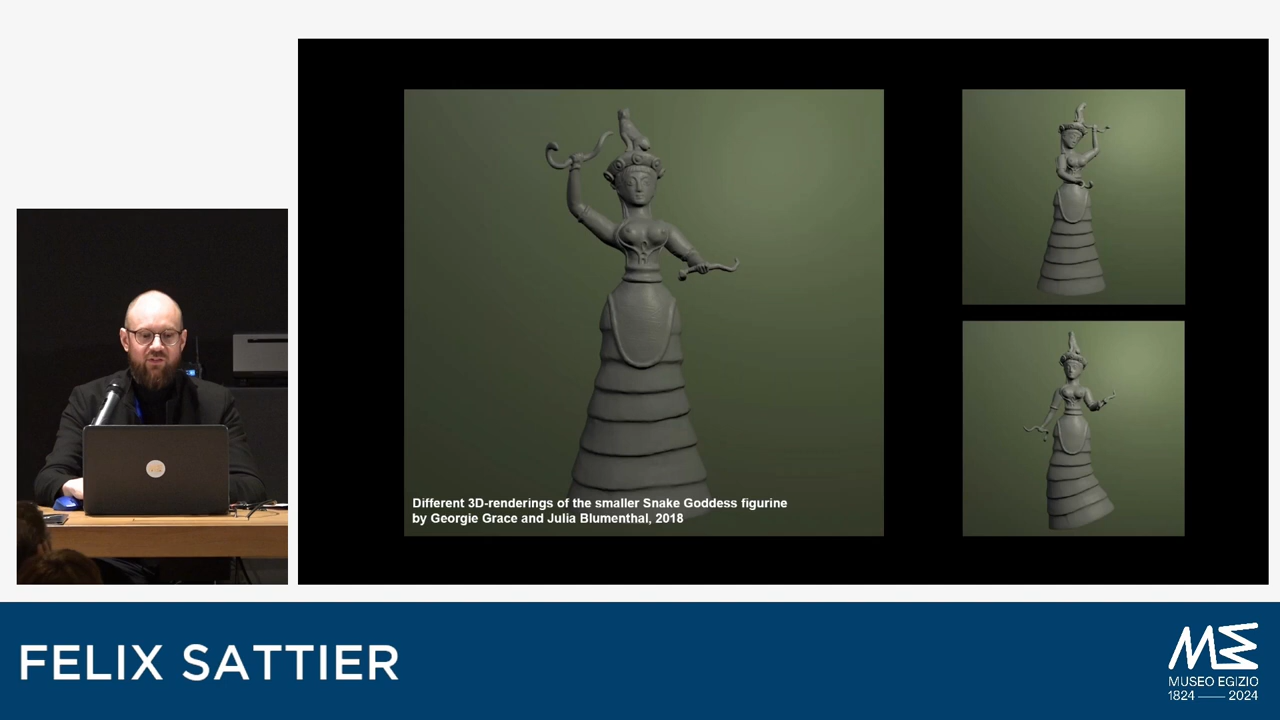 Different 3D-renderings of the smaller Snake Goddess figurine
by Georgie Grace and Julia Blumenthal, 2018
FELIX SATTIER
ME
MUSEO EGIZIO
1824 — 2024